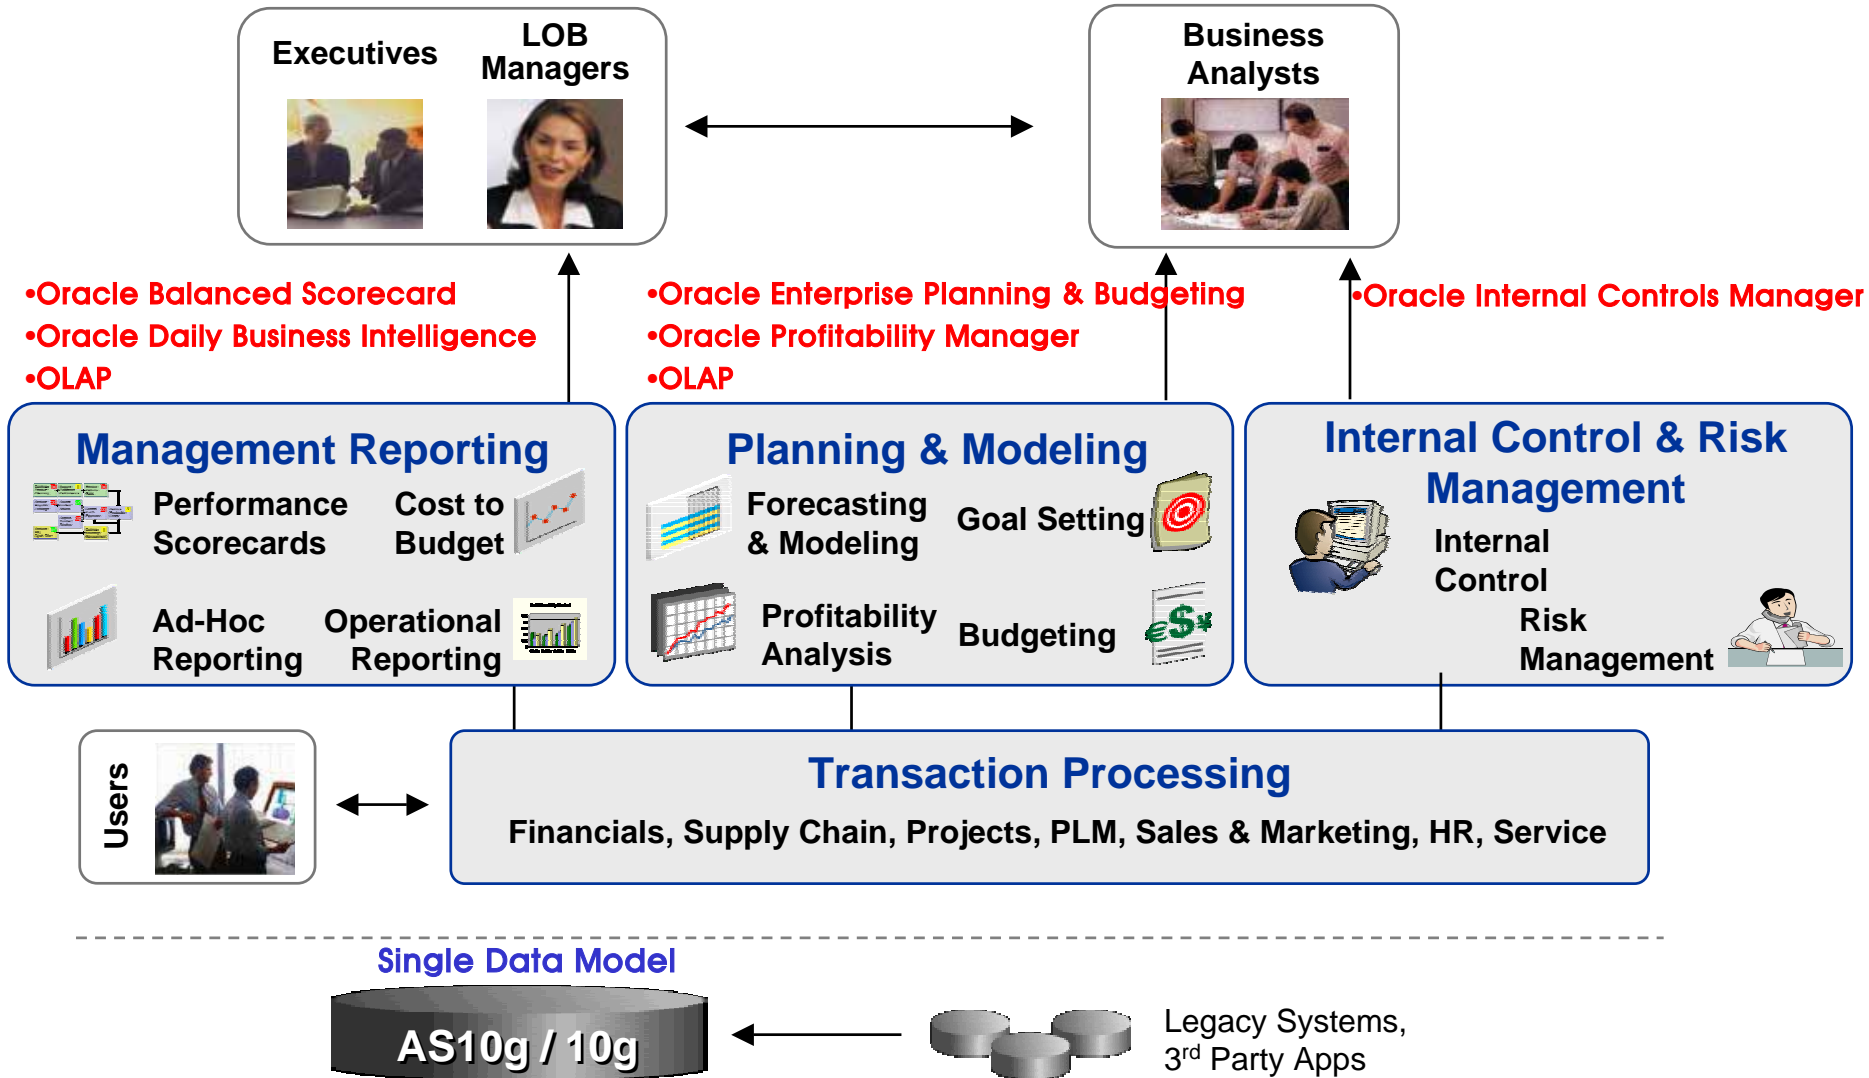 Executives
LOB
Managers
Business
Analysts
•Oracle Balanced Scorecard
•Oracle Daily Business Intelligence
•OLAP
•Oracle Enterprise Planning & Budgeting
•Oracle Profitability Manager
•OLAP
•Oracle Internal Controls Manager
Management Reporting
Performance
Scorecards
Cost to
Budget
Ad-Hoc
Reporting
Operational
Reporting
Planning & Modeling
Forecasting
& Modeling
Goal Setting
Profitability
Analysis
Budgeting
€$¥
Internal Control & Risk
Management
Internal
Control
Risk
Management
Users
Transaction Processing
Financials, Supply Chain, Projects, PLM, Sales & Marketing, HR, Service
Single Data Model
AS10g / 10g
Legacy Systems,
3rd Party Apps